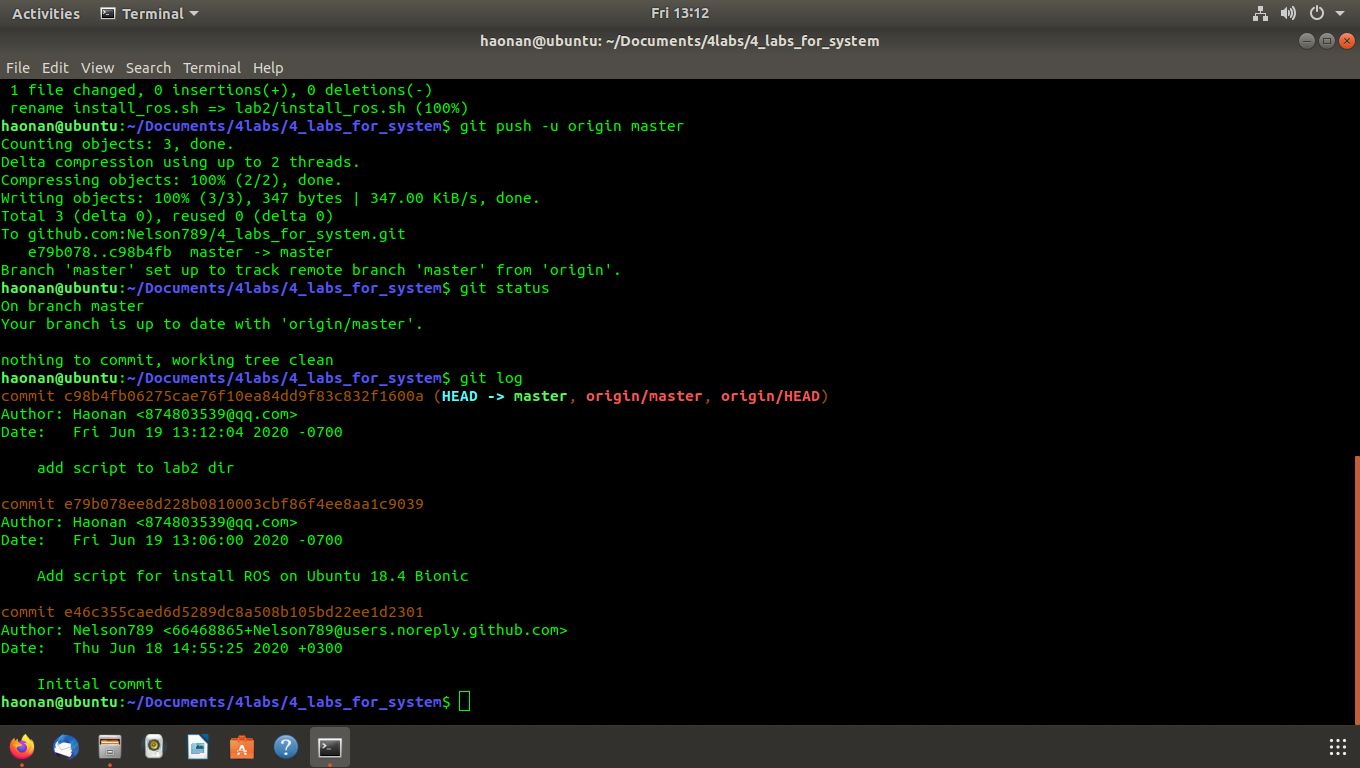 Activities Terminal Fri 13:12
haonan@ubuntu: ~/Documents/4labs/4_labs_for_system
File Edit View Search Terminal Help
 1 file changed, 0 insertions(+), 0 deletions(-)
 rename install_ros.sh => lab2/install_ros.sh (100%)
haonan@ubuntu:~/Documents/4labs/4_labs_for_system$ git push -u origin master
Counting objects: 3, done.
Delta compression using up to 2 threads.
Compressing objects: 100% (2/2), done.
Writing objects: 100% (3/3), 347 bytes | 347.00 KiB/s, done.
Total 3 (delta 0), reused 0 (delta 0)
To github.com:Nelson789/4_labs_for_system.git
   e79b078..c98b4fb  master -> master
Branch 'master' set up to track remote branch 'master' from 'origin'.
haonan@ubuntu:~/Documents/4labs/4_labs_for_system$ git status
On branch master
Your branch is up to date with 'origin/master'.
nothing to commit, working tree clean
haonan@ubuntu:~/Documents/4labs/4_labs_for_system$ git log
commit c98b4fb06275cae76f10ea84dd9f83c832f1600a (HEAD -> master, origin/master, origin/HEAD)
Author: Haonan <874803539@qq.com>
Date:   Fri Jun 19 13:12:04 2020 -0700
    add script to lab2 dir
commit e79b078ee8d228b0810003cbf86f4ee8aa1c9039
Author: Haonan <874803539@qq.com>
Date:   Fri Jun 19 13:06:00 2020 -0700
    Add script for install ROS on Ubuntu 18.4 Bionic
commit e46c355caed6d5289dc8a508b105bd22ee1d2301
Author: Nelson789 <66468865+Nelson789@users.noreply.github.com>
Date:   Thu Jun 18 14:55:25 2020 +0300
    Initial commit
haonan@ubuntu:~/Documents/4labs/4_labs_for_system$